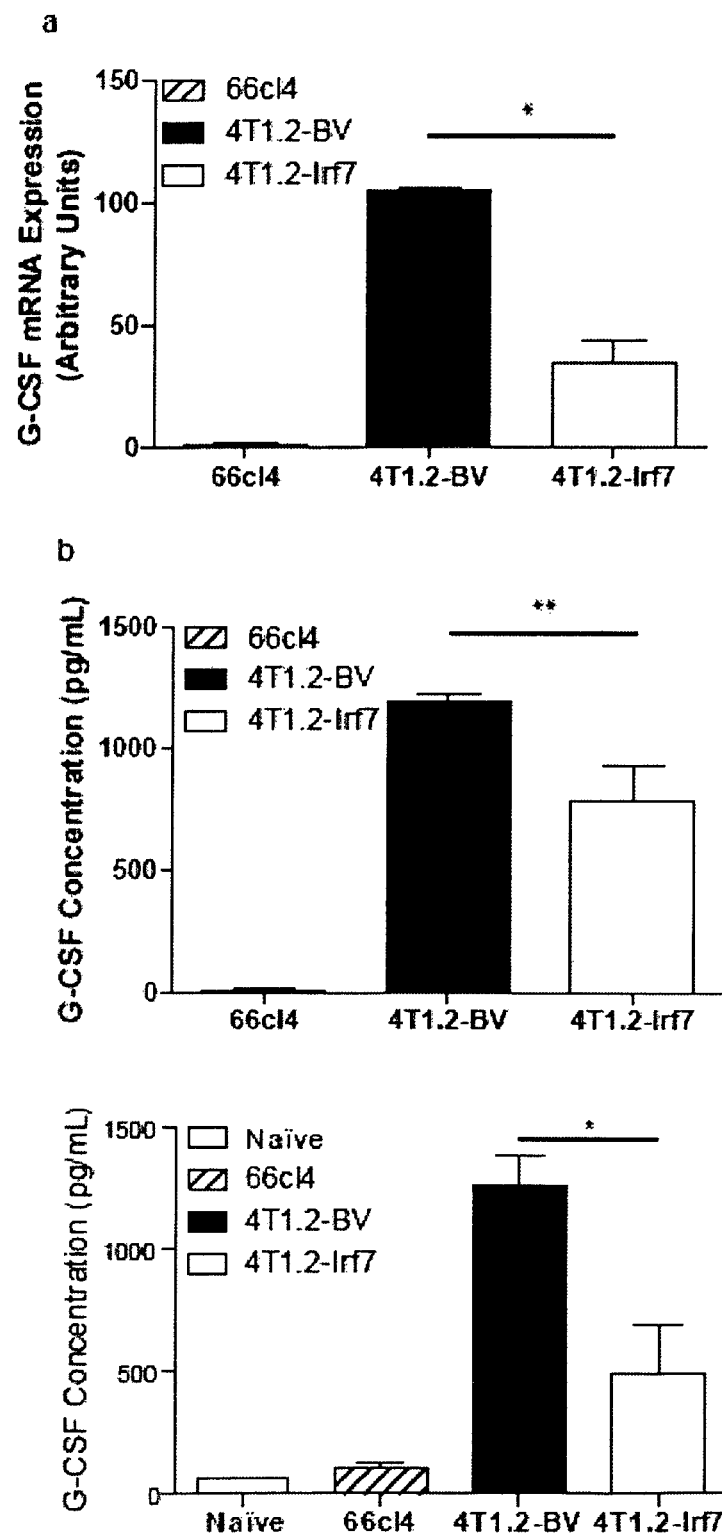 a
G-CSF mRNA Expression
(Arbitrary Units)
150
100
50
0
66cl4
4T1.2-BV
4T1.2-Irf7
*
66cl4
4T1.2-BV
4T1.2-Irf7
b
G-CSF Concentration (pg/mL)
1500
1000
500
0
66cl4
4T1.2-BV
4T1.2-Irf7
**
66cl4
4T1.2-BV
4T1.2-Irf7
G-CSF Concentration (pg/mL)
1500
1000
500
0
Naïve
66cl4
4T1.2-BV
4T1.2-Irf7
*
Naïve
66cl4
4T1.2-BV
4T1.2-Irf7